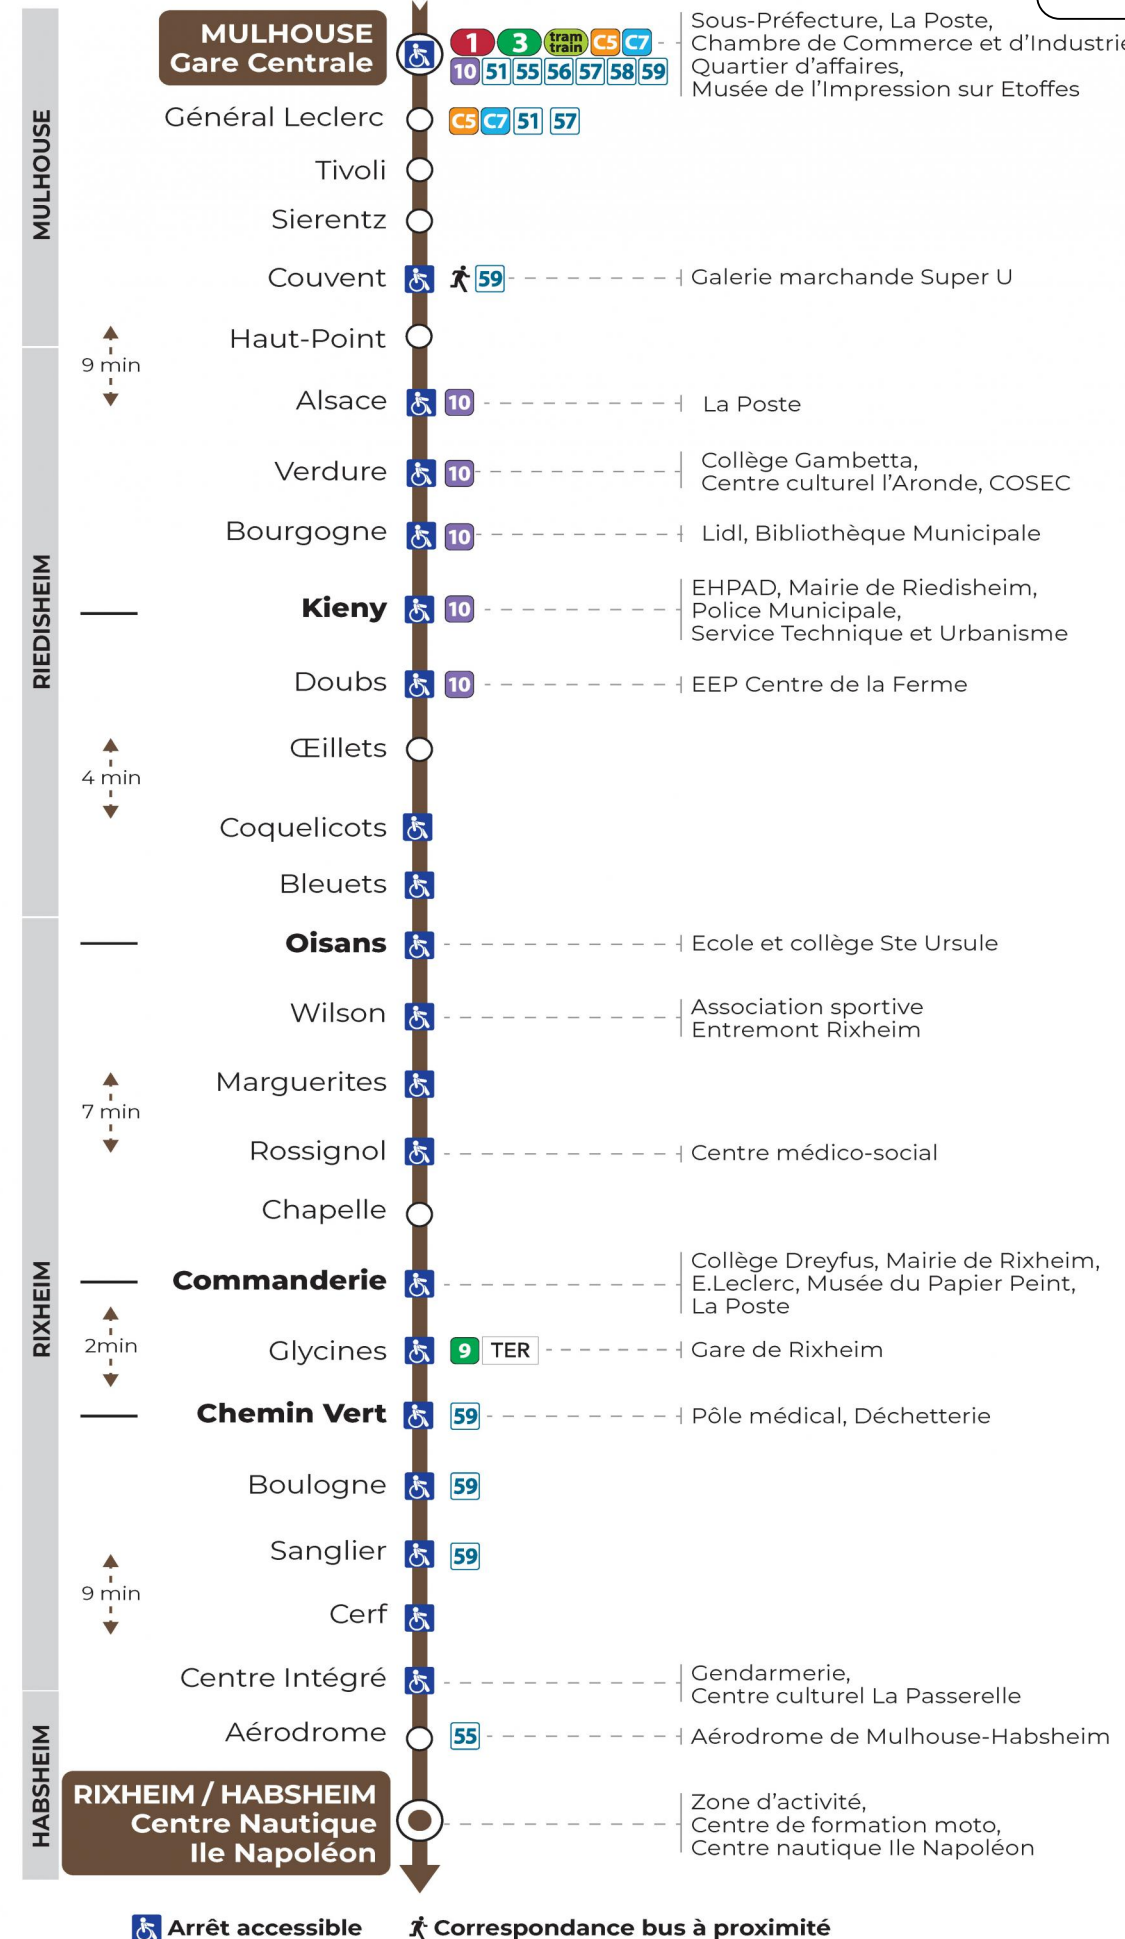 MULHOUSE
Gare Centrale
1 3 tram train C5 C7
10 51 55 56 57 58 59
Sous-Préfecture, La Poste,
Chambre de Commerce et d'Industrie
Quartier d'affaires,
Musée de l'Impression sur Etoffes
MULHOUSE
Général Leclerc C5 C7 51 57
Tivoli
Sierentz
Couvent 59 Galerie marchande Super U
Haut-Point
9 min
RIEDISHEIM
Alsace 10 La Poste
Verdure 10 Collège Gambetta,
Centre culturel l'Aronde, COSEC
Bourgogne 10 Lidl, Bibliothèque Municipale
Kieny 10 EHPAD, Mairie de Riedisheim,
Police Municipale,
Service Technique et Urbanisme
Doubs 10 EEP Centre de la Ferme
Œillets
4 min
Coquelicots
Bleuets
RIXHEIM
Oisans Ecole et collège Ste Ursule
Wilson Association sportive
Entremont Rixheim
Marguerites
7 min
Rossignol Centre médico-social
Chapelle
Commanderie Collège Dreyfus, Mairie de Rixheim,
E.Leclerc, Musée du Papier Peint,
La Poste
2min
Glycines 9 TER Gare de Rixheim
Chemin Vert 59 Pôle médical, Déchetterie
Boulogne 59
Sanglier 59
9 min
Cerf
Centre Intégré Gendarmerie,
Centre culturel La Passerelle
HABSHEIM
Aérodrome 55 Aérodrome de Mulhouse-Habsheim
RIXHEIM / HABSHEIM
Centre Nautique
Ile Napoléon
Zone d'activité,
Centre de formation moto,
Centre nautique Ile Napoléon
Arrêt accessible Correspondance bus à proximité